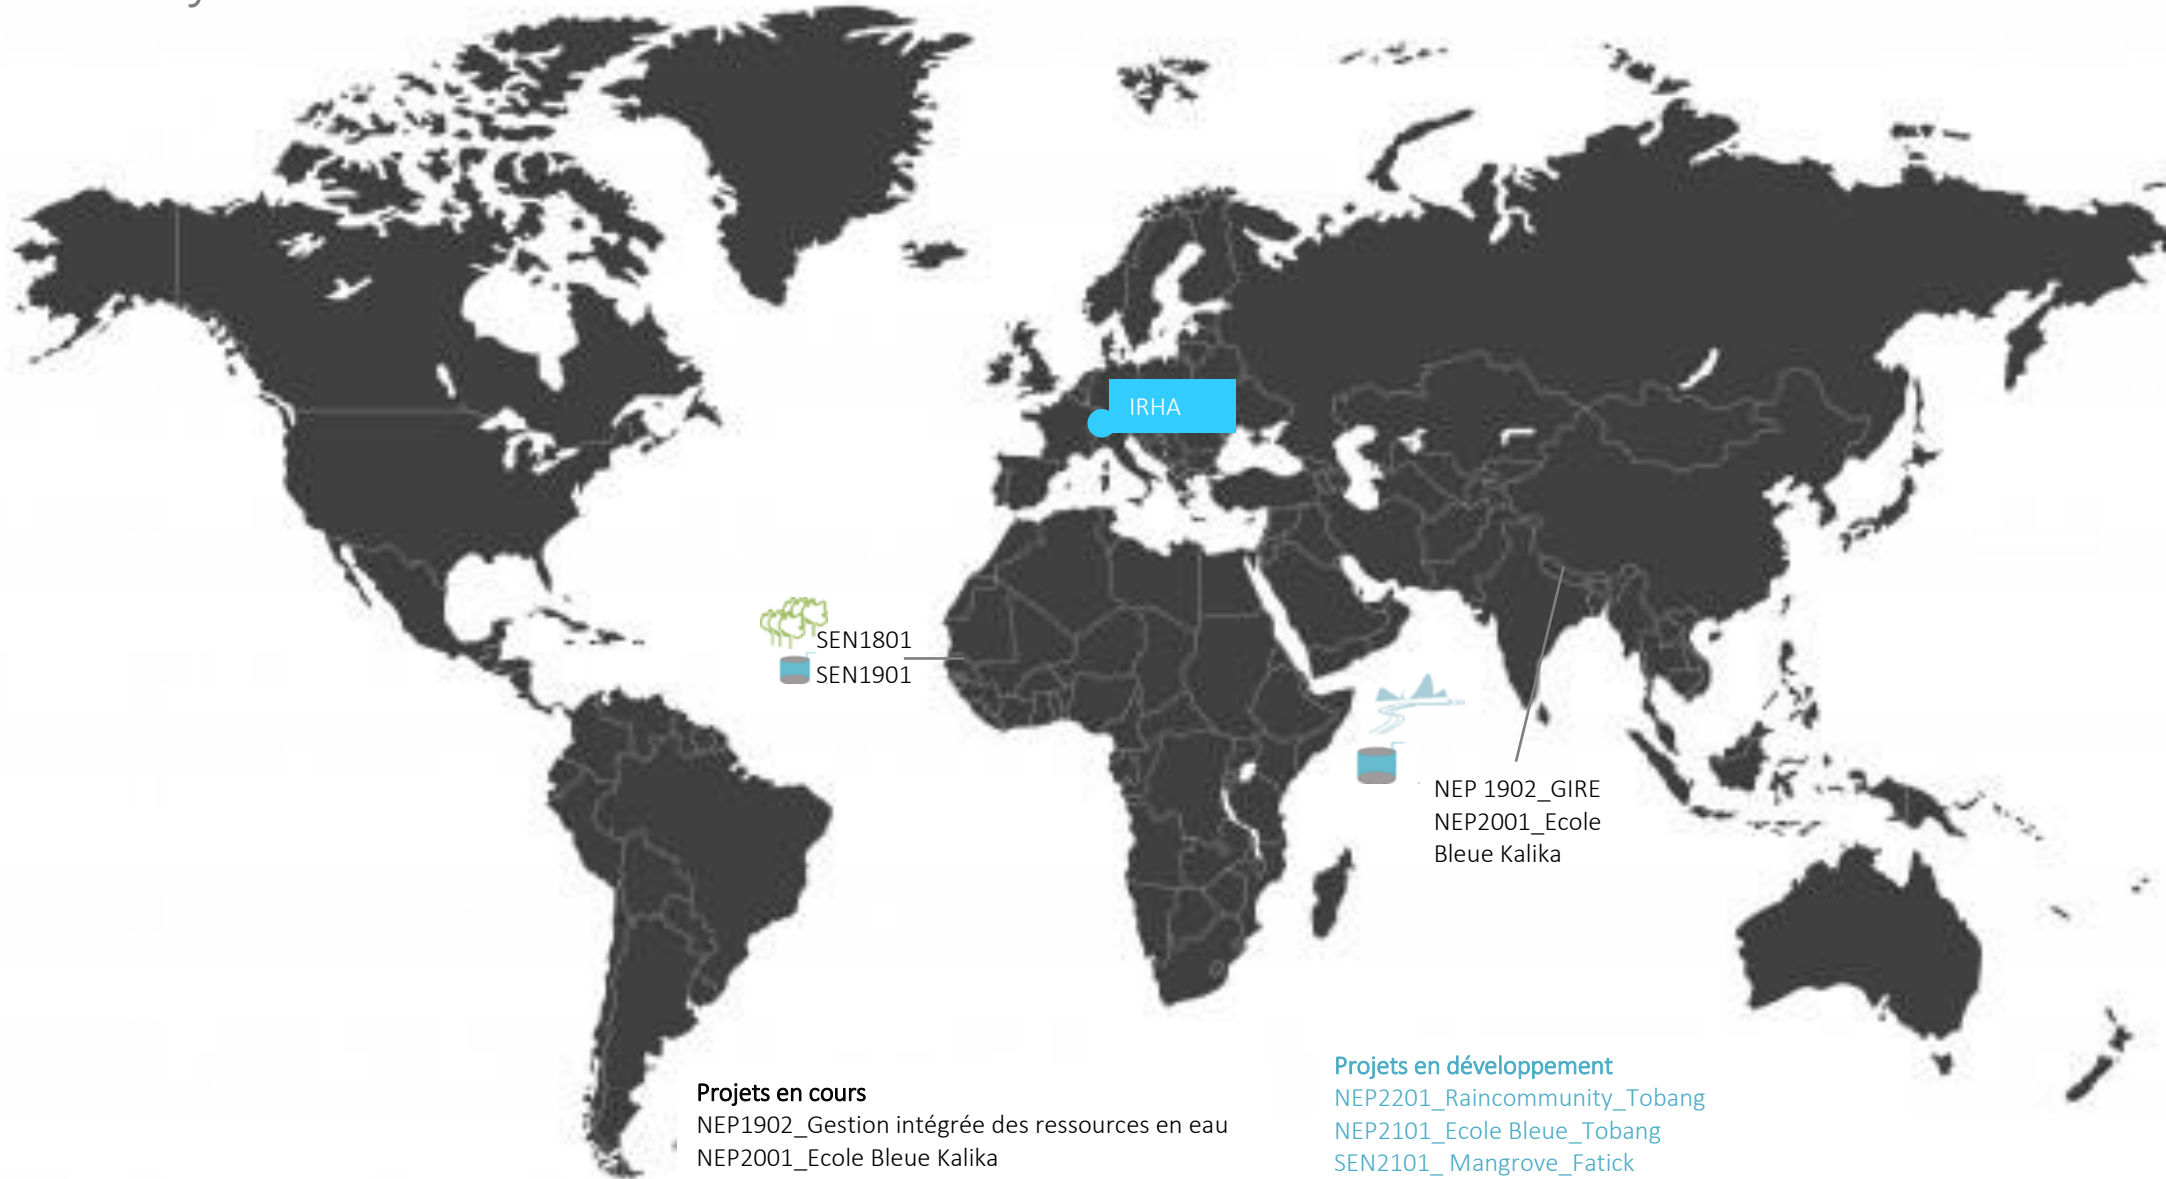 IRHA
SEN1801
SEN1901
NEP 1902_GIRE
NEP2001_Ecole
Bleue Kalika
Projets en cours
NEP1902_Gestion intégrée des ressources en eau
NEP2001_Ecole Bleue Kalika
Projets en développement
NEP2201_Raincommunity_Tobang
NEP2101_Ecole Bleue_Tobang
SEN2101_ Mangrove_Fatick